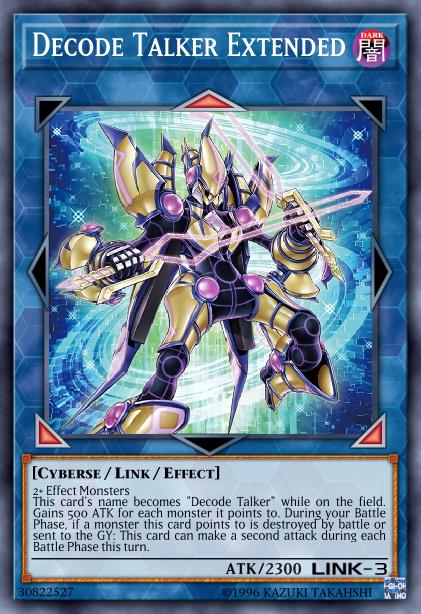 Decode Talker Extended
DARK
闇
[Cyberse / Link / Effect]
2+ Effect Monsters
This card's name becomes "Decode Talker" while on the field.
Gains 500 ATK for each monster it points to. During your Battle
Phase, if a monster this card points to is destroyed by battle or
sent to the GY: This card can make a second attack during each
Battle Phase this turn.
ATK/2300 LINK-3
30822527 ©1996 KAZUKI TAKAHSHI